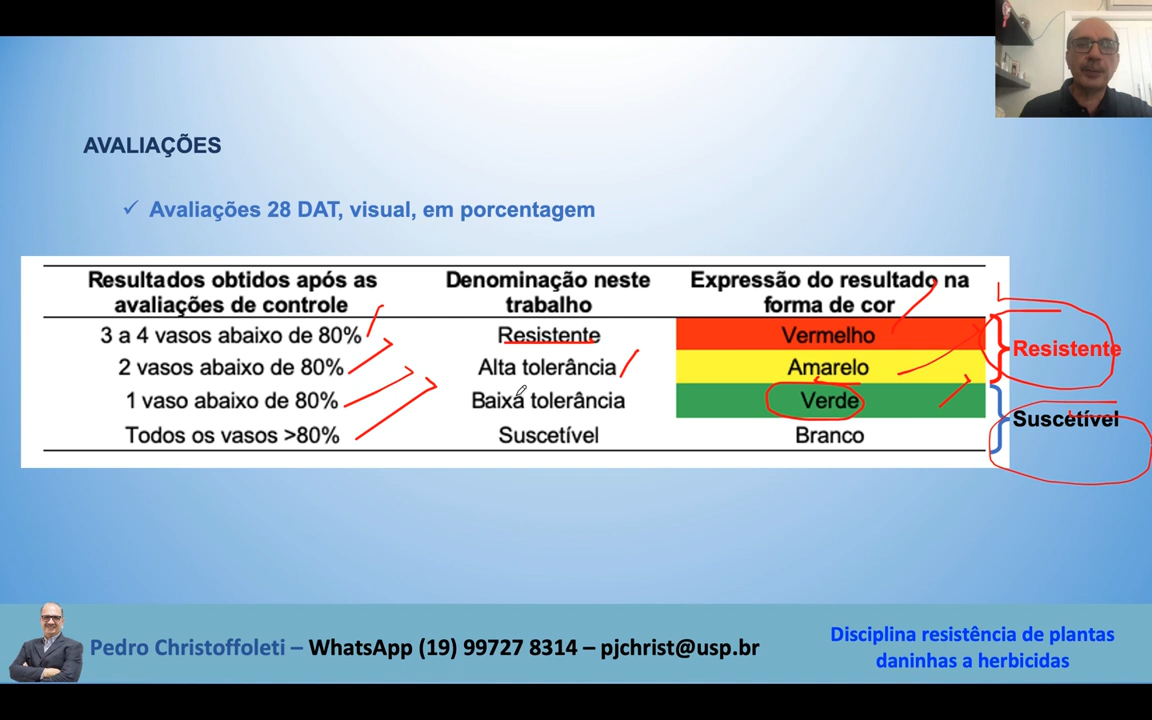 AVALIAÇÕES
✓ Avaliações 28 DAT, visual, em porcentagem
Resultados obtidos após as avaliações de controle
Denominação neste trabalho
Expressão do resultado na forma de cor
3 a 4 vasos abaixo de 80% Resistente Vermelho
2 vasos abaixo de 80% Alta tolerância Amarelo
Resistente
1 vaso abaixo de 80% Baixa tolerância Verde
Todos os vasos >80% Suscetível Branco
Suscetível
Pedro Christoffoleti – WhatsApp (19) 99727 8314 – pjchrist@usp.br
Disciplina resistência de plantas
daninhas a herbicidas